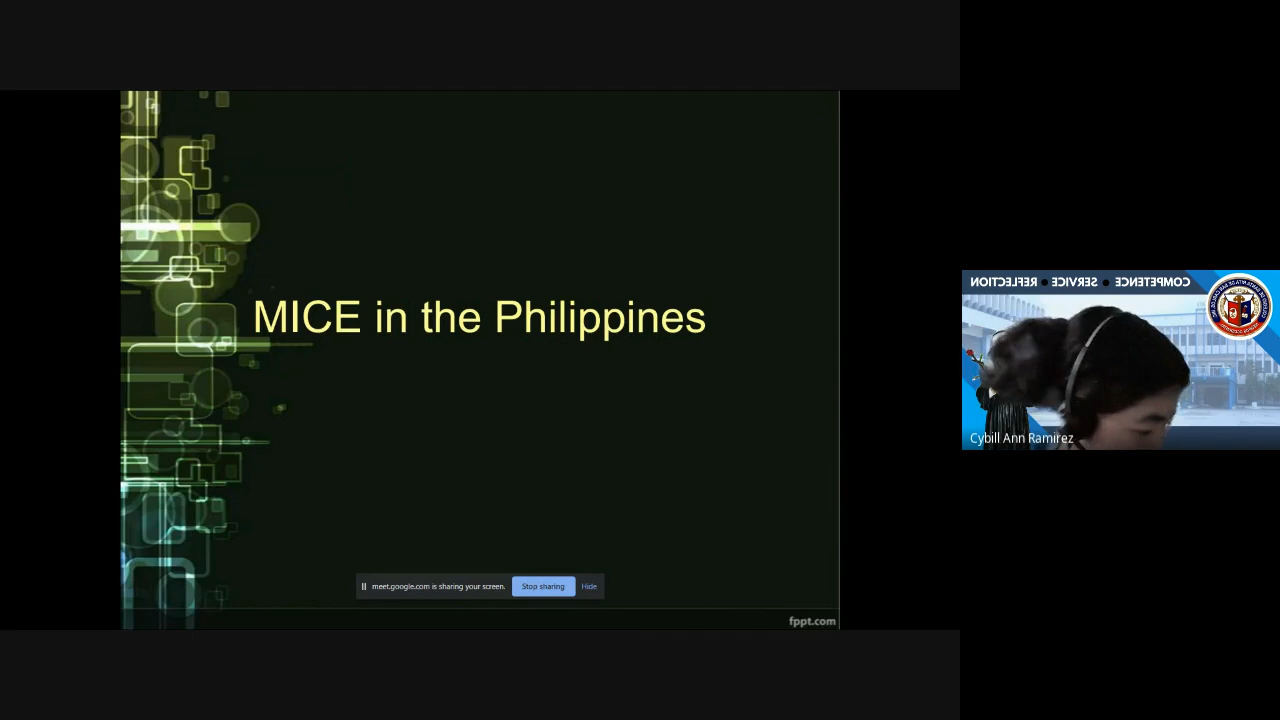 MICE in the Philippines
meet.google.com is sharing your screen. Stop sharing Hide
fppt.com
COMPETENCE ● SERVICE ● REFLECTION
Cybill Ann Ramirez